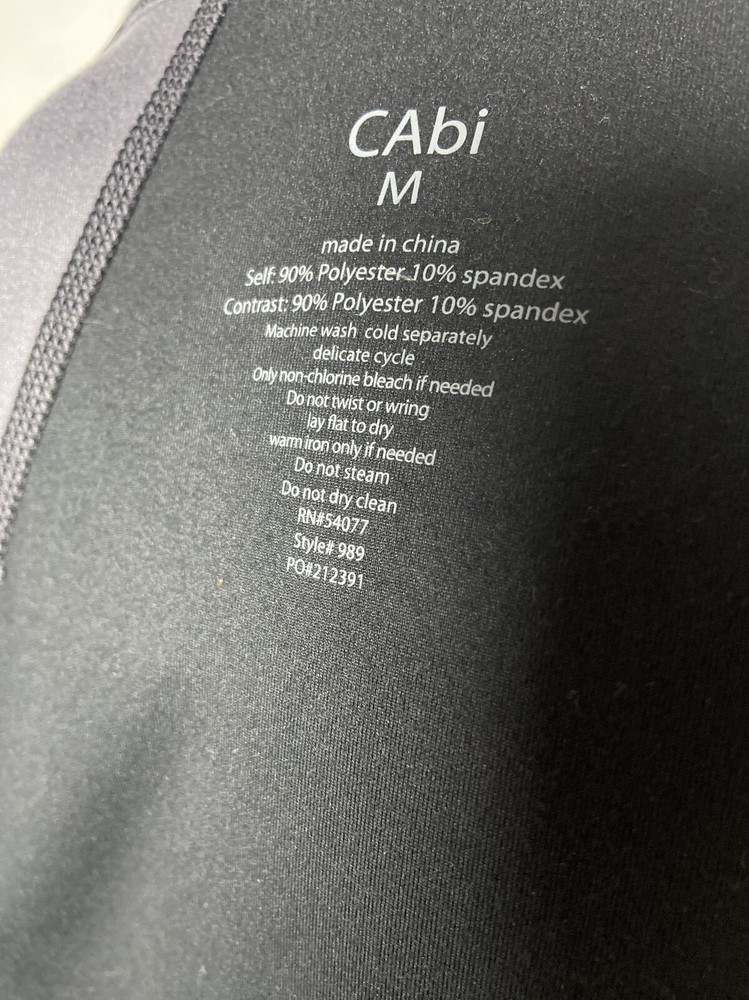 CAbi
M
made in china
Self: 90% Polyester 10% spandex
Contrast: 90% Polyester 10% spandex
Machine wash cold separately
delicate cycle
Only non-chlorine bleach if needed
Do not twist or wring
lay flat to dry
warm iron only if needed
Do not steam
Do not dry clean
RN#54077
Style# 989
PO#212391